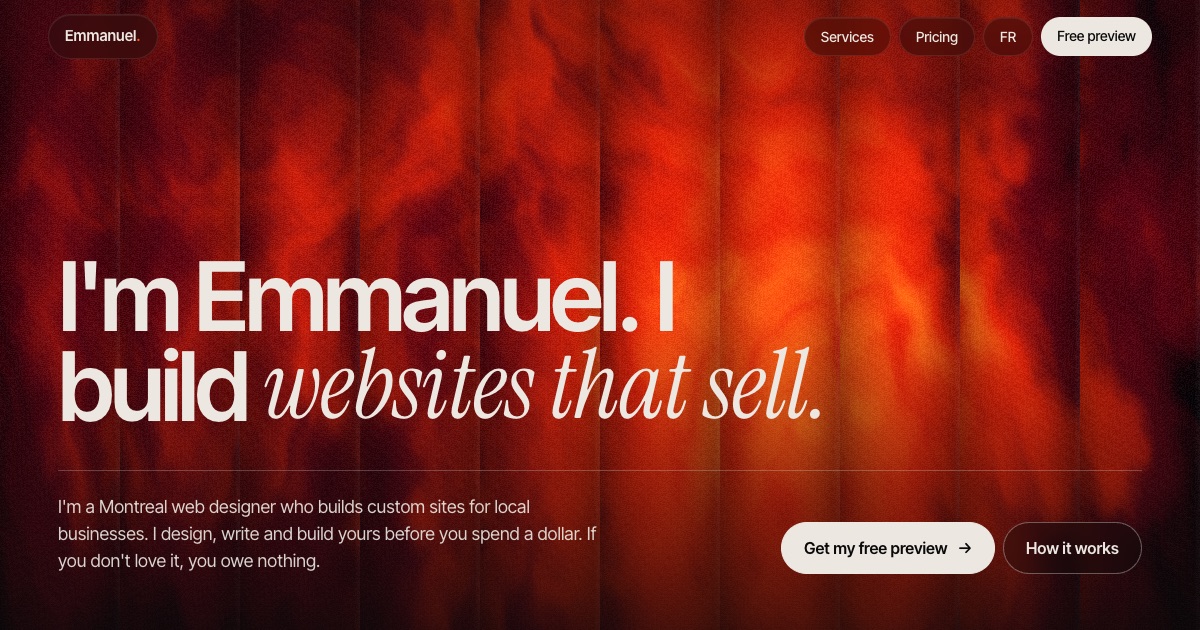 Emmanuel.
Services
Pricing
FR
Free preview
I'm Emmanuel. I
build websites that sell.
I'm a Montreal web designer who builds custom sites for local
businesses. I design, write and build yours before you spend a dollar. If
you don't love it, you owe nothing.
Get my free preview →
How it works